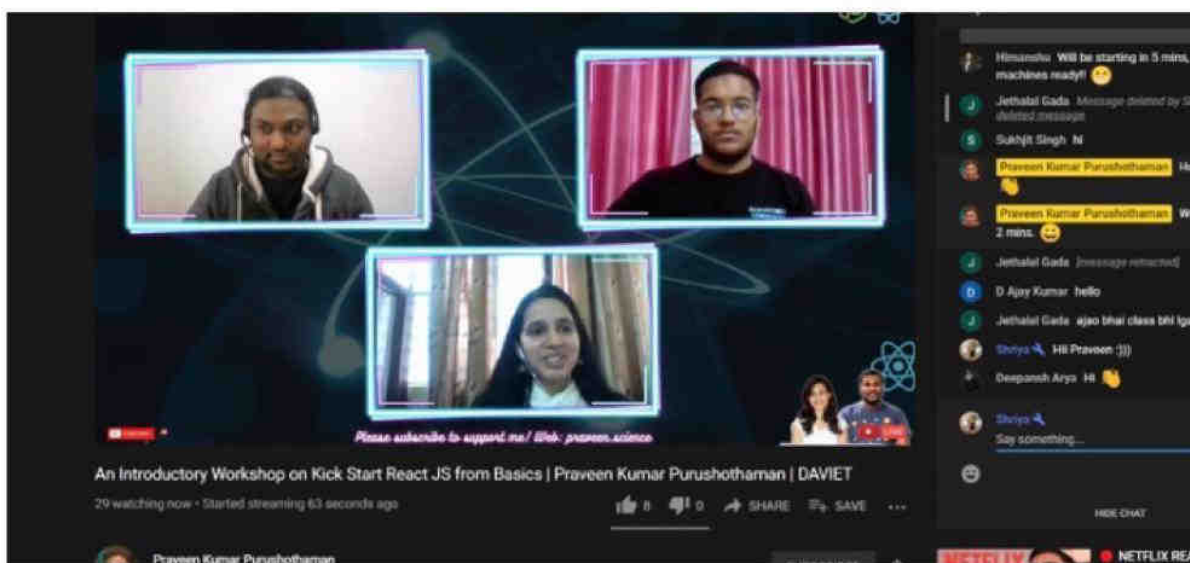 Please subscribe to support me! Web: praveen.science
LIVE
An Introductory Workshop on Kick Start React JS from Basics | Praveen Kumar Purushothaman | DAVIET
29 watching now • Started streaming 63 seconds ago
8
0
SHARE
SAVE
Praveen Kumar Purushothaman
Himanshu Will be starting in 5 mins,
machines ready!!
Jethalal Gada Message deleted by S
deleted message
Sukhjit Singh hi
Praveen Kumar Purushothaman
Praveen Kumar Purushothaman
2 mins.
Jethalal Gada [message retracted]
D Ajay Kumar hello
Jethalal Gada ajao bhai class bhi
Shriya Hii Praveen :)))
Deepansh Arya Hi
Shriya
Say something...
HIDE CHAT
NETFLIX
NETFLIX